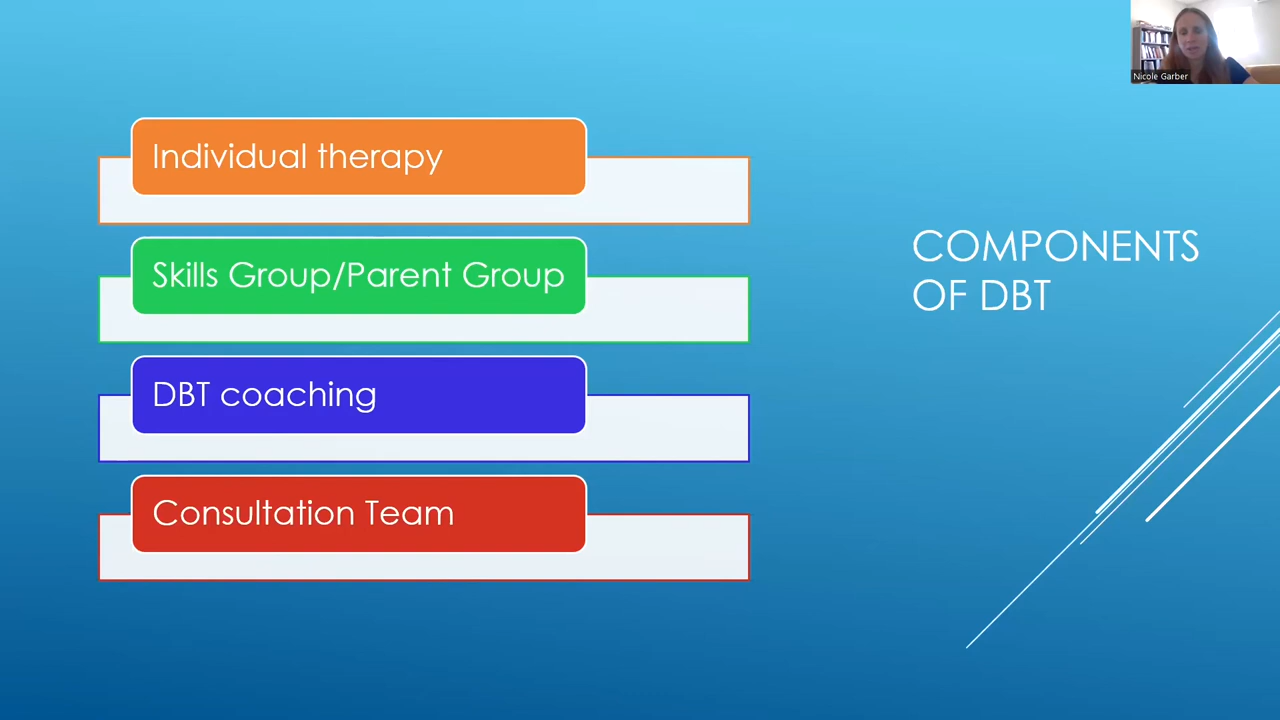 Nicole Garber
Individual therapy
Skills Group/Parent Group
DBT coaching
Consultation Team
COMPONENTS
OF DBT